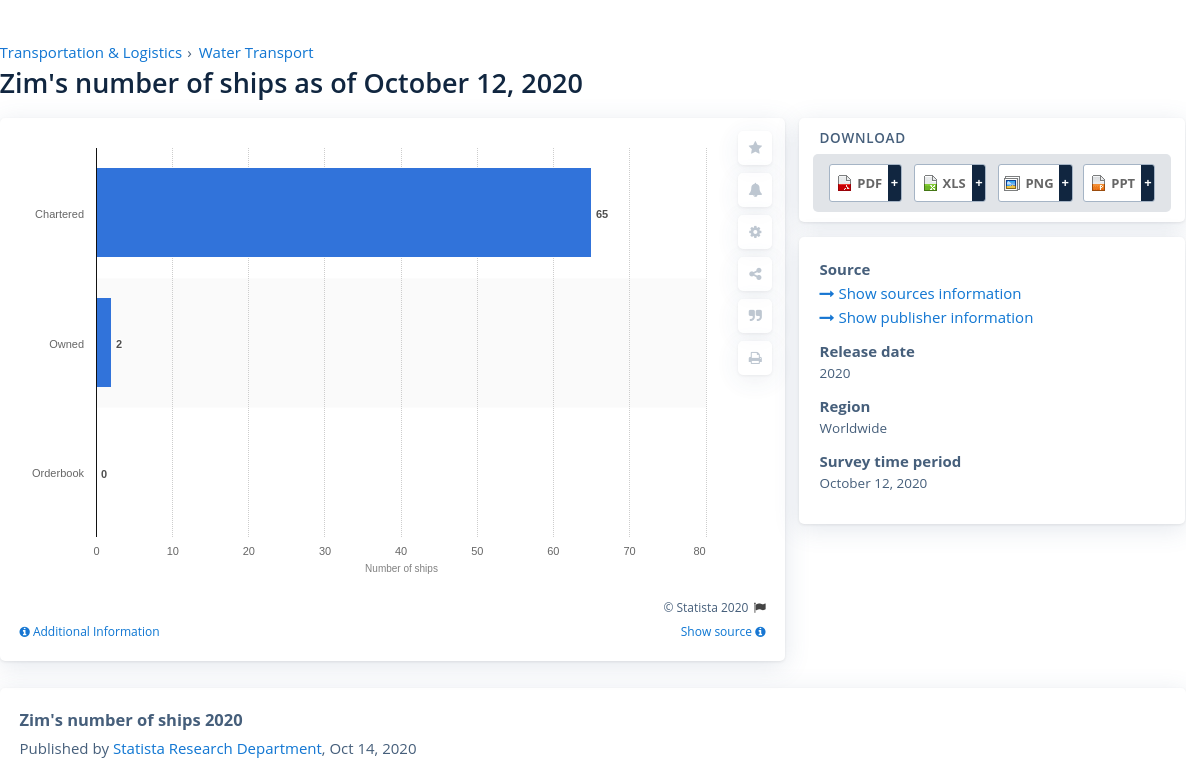 Transportation & Logistics › Water Transport
Zim's number of ships as of October 12, 2020
Chartered
65
Owned
2
Orderbook
0
0 10 20 30 40 50 60 70 80
Number of ships
© Statista 2020
Additional Information
Show source
DOWNLOAD
PDF + XLS + PNG + PPT +
Source
Show sources information
Show publisher information
Release date
2020
Region
Worldwide
Survey time period
October 12, 2020
Zim's number of ships 2020
Published by Statista Research Department, Oct 14, 2020